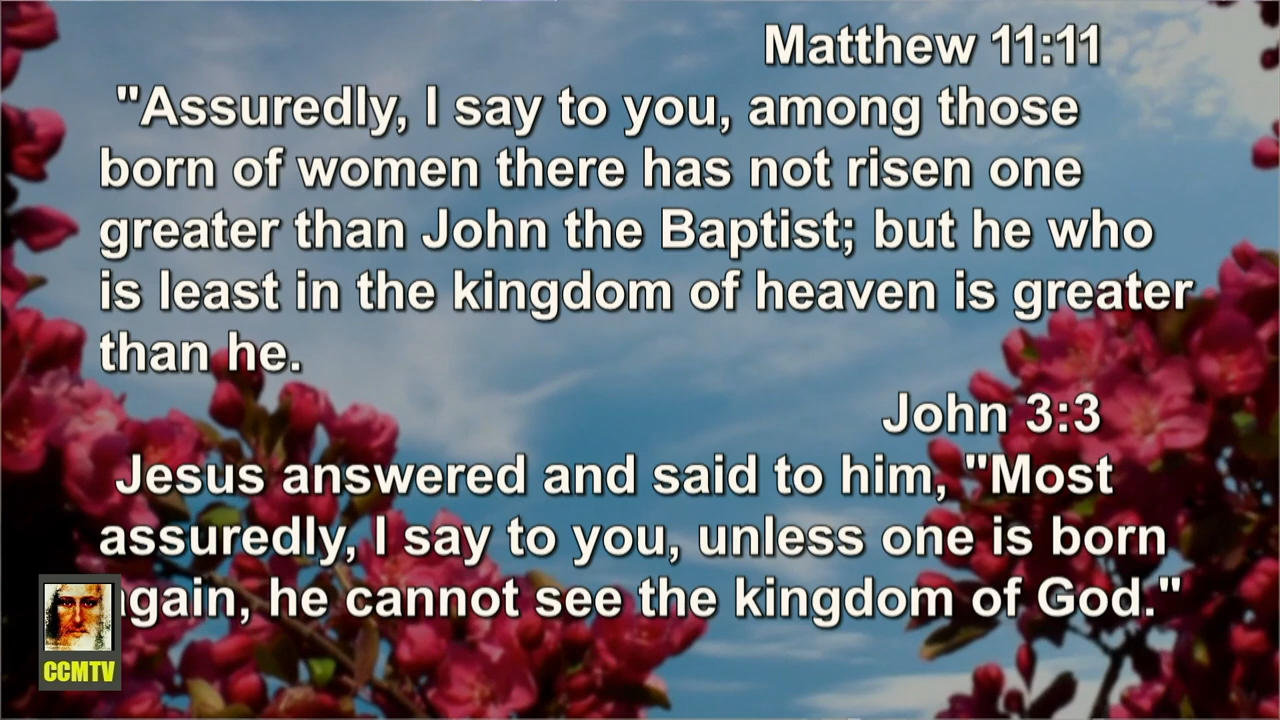 Matthew 11:11
"Assuredly, I say to you, among those
born of women there has not risen one
greater than John the Baptist; but he who
is least in the kingdom of heaven is greater
than he.
John 3:3
Jesus answered and said to him, "Most
assuredly, I say to you, unless one is born
again, he cannot see the kingdom of God."
CCMTV